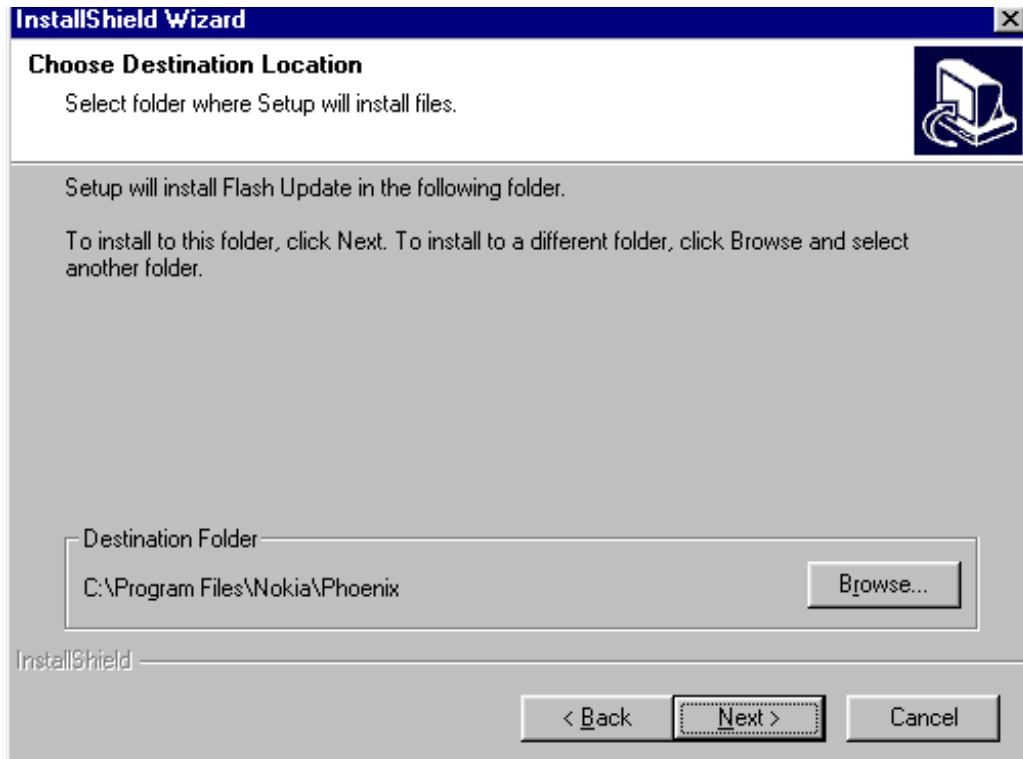 InstallShield Wizard
Choose Destination Location
Select folder where Setup will install files.
Setup will install Flash Update in the following folder.
To install to this folder, click Next. To install to a different folder, click Browse and select
another folder.
Destination Folder
C:\Program Files\Nokia\Phoenix
Browse...
InstallShield
< Back
Next >
Cancel